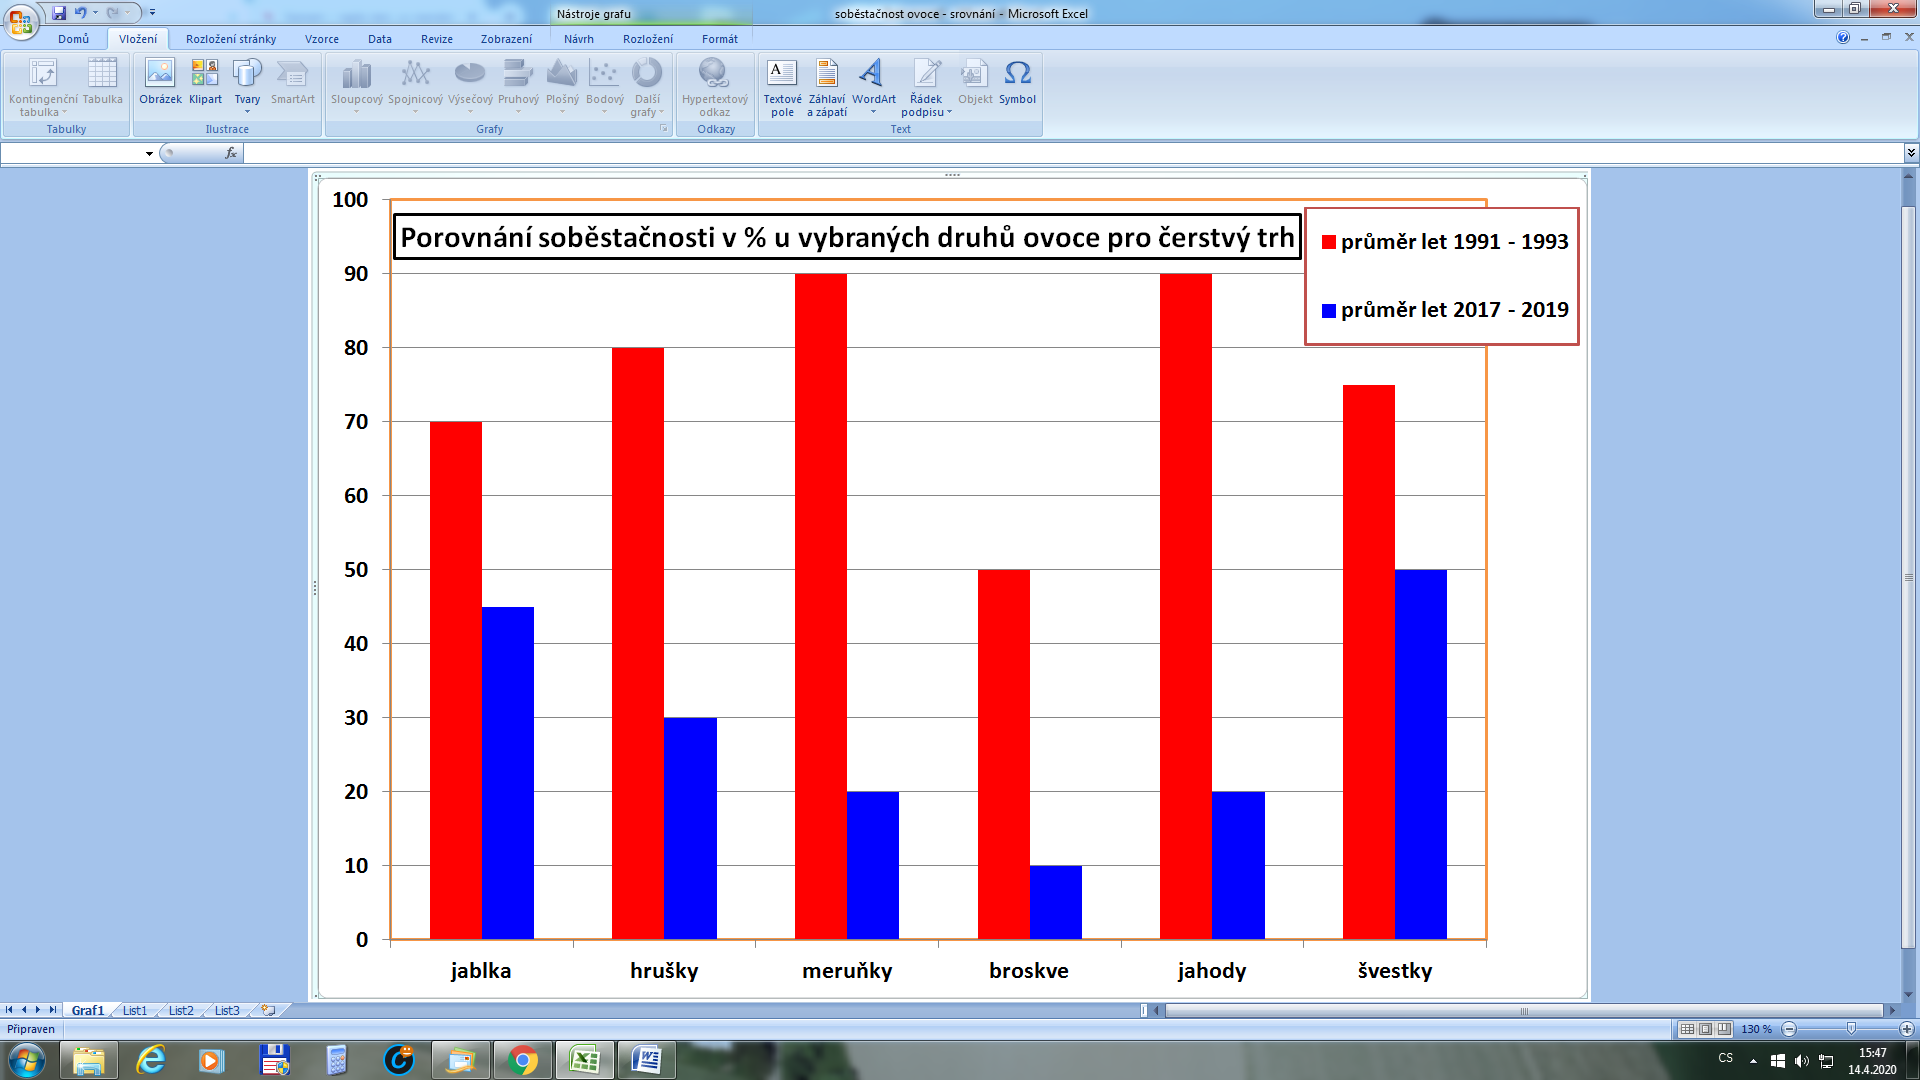 Nástroje grafu
soběstačnost ovoce - srovnání - Microsoft Excel
Domů Vložení Rozložení stránky Vzorce Data Revize Zobrazení Návrh Rozložení Formát
Kontingenční tabulka Tabulka Obrázek Klipart Tvary SmartArt Sloupcový Spojnicový Výsečový Pruhový Plošný Bodový Další grafy Hypertextový odkaz Textové pole Záhlaví a zápatí WordArt Řádek podpisu Objekt Symbol
Tabulky Ilustrace Grafy Odkazy Text
fx
Porovnání soběstačnosti v % u vybraných druhů ovoce pro čerstvý trh
průměr let 1991 - 1993
průměr let 2017 - 2019
100
90
80
70
60
50
40
30
20
10
0
jablka hrušky meruňky broskve jahody švestky
Graf1 List1 List2 List3
Připraven
130 %
CS
15:47
14.4.2020